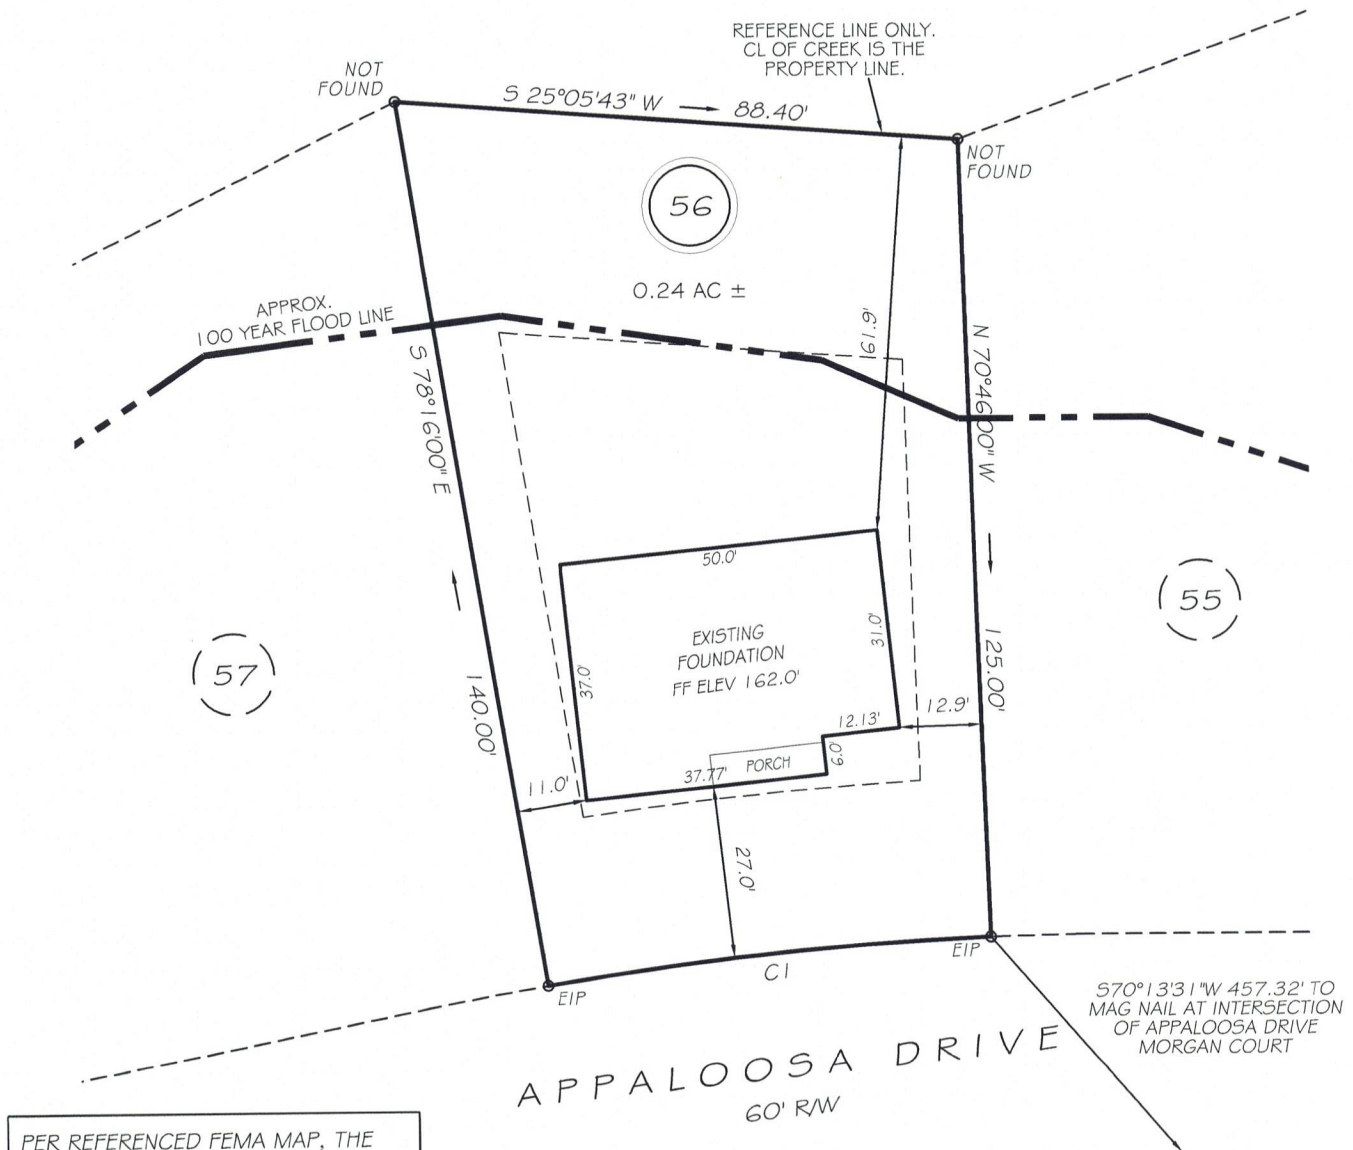 REFERENCE LINE ONLY.
CL OF CREEK IS THE
PROPERTY LINE.
NOT
FOUND
S 25°05'43" W
88.40'
NOT
FOUND
56
0.24 AC ±
APPROX.
100 YEAR FLOOD LINE
61.9'
S 78°16'00" E
N 70°46'00" W
50.0'
EXISTING
FOUNDATION
FF ELEV 162.0'
31.0'
37.0'
55
57
140.00'
125.00'
12.13'
12.9'
6.0'
PORCH
37.77'
11.0'
27.0'
C1
EIP
EIP
S70°13'31"W 457.32' TO
MAG NAIL AT INTERSECTION
OF APPALOOSA DRIVE
MORGAN COURT
APPALOOSA DRIVE
60' R/W
PER REFERENCED FEMA MAP, THE